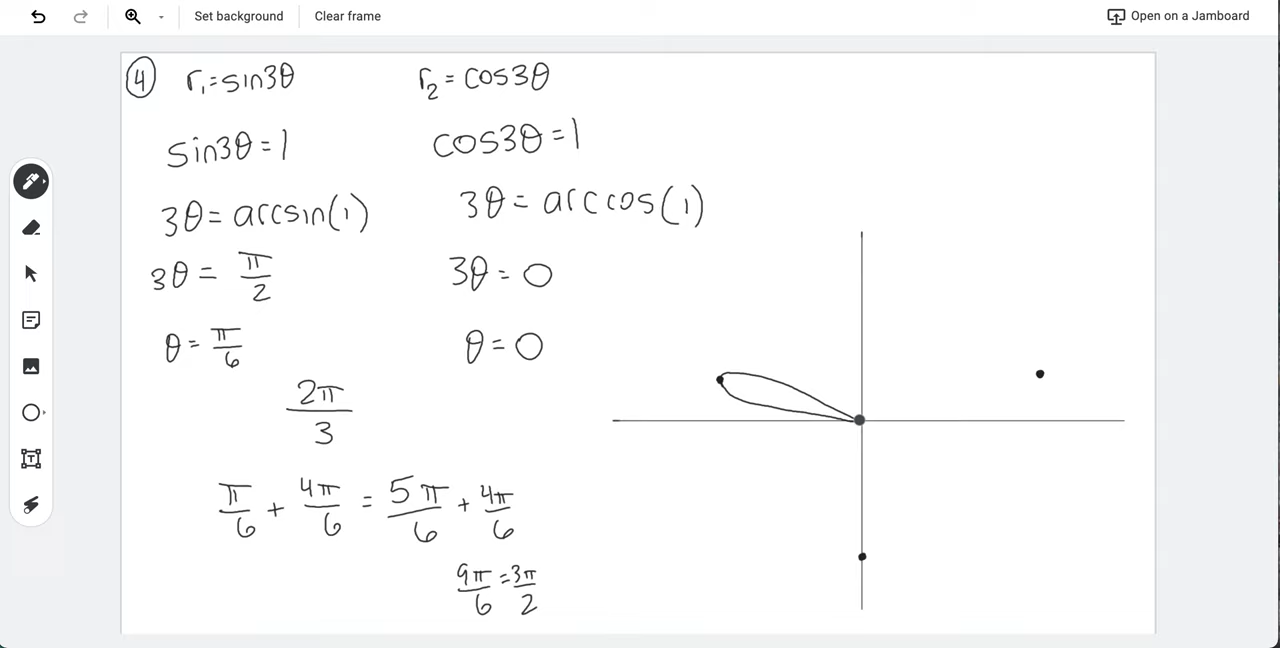 Set background Clear frame Open on a Jamboard
④ r₁=sin3θ r₂=cos3θ
sin3θ=1 cos3θ=1
3θ=arcsin(1) 3θ=arccos(1)
3θ=π/2 3θ=0
θ=π/6 θ=0
2π/3
π/6+4π/6=5π/6+4π/6
9π/6=3π/2